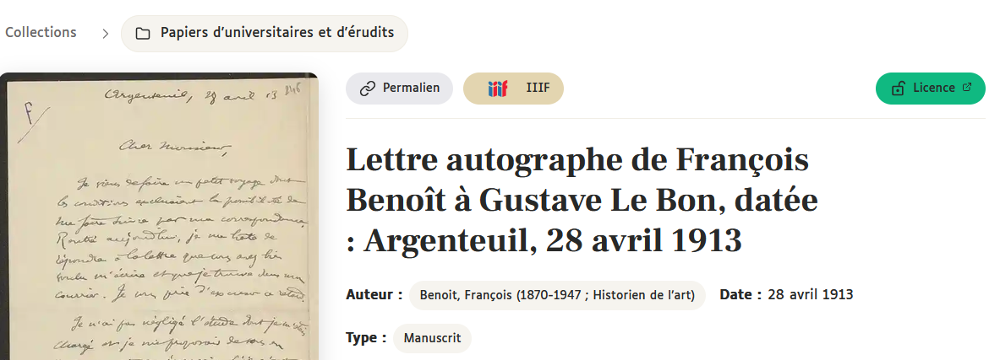 Collections > Papiers d'universitaires et d'érudits
Argenteuil, 28 avril 13 246
F
Cher Monsieur,
Je viens de faire un petit voyage dont
les conditions excluaient la possibilité de
me faire suivre par ma correspondance.
Rentré aujourd'hui, je me hâte de
répondre à la lettre que vous avez bien
voulu m'écrire et que je trouve dans mon
courrier. Je vous prie d'excuser ce retard.
Je n'ai pas négligé l'étude dont je m'étais
chargé et je me proposais de vous en
Permalien
iiif IIIF
Licence
Lettre autographe de François
Benoît à Gustave Le Bon, datée
: Argenteuil, 28 avril 1913
Auteur : Benoit, François (1870-1947 ; Historien de l'art) Date : 28 avril 1913
Type : Manuscrit